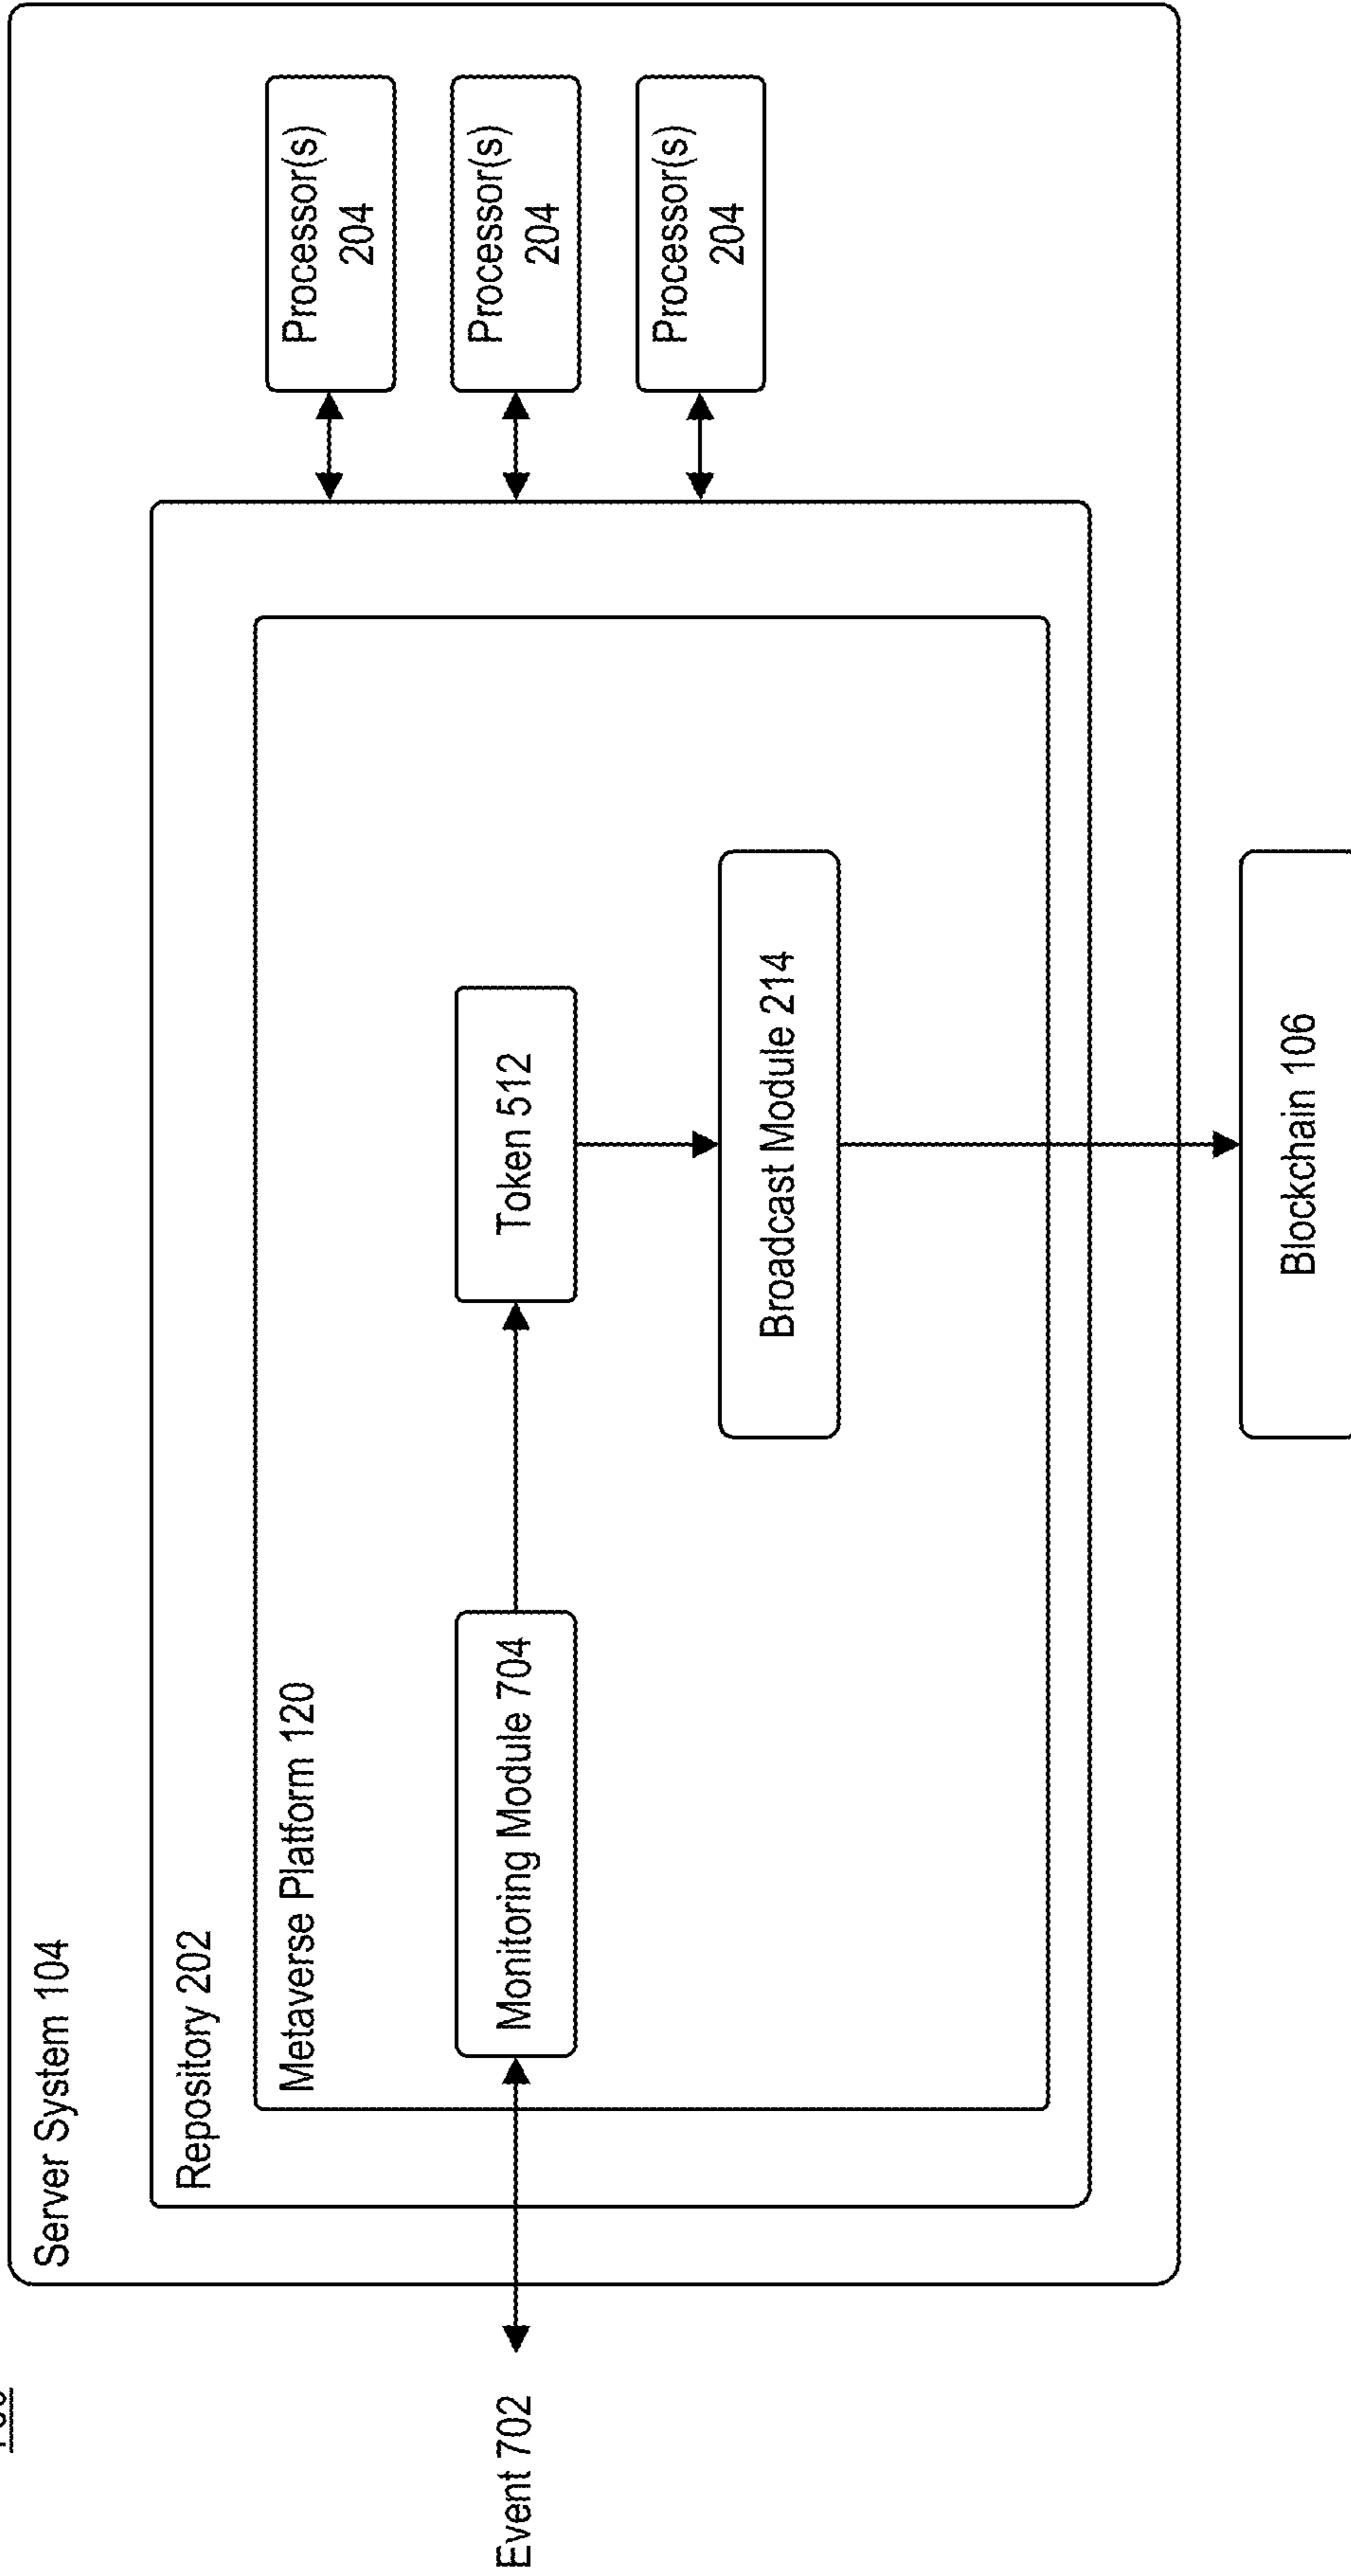 Server System 104
Repository 202
Metaverse Platform 120
Processor(s)
204
Processor(s)
204
Processor(s)
204
Event 702
Monitoring Module 704
Token 512
Broadcast Module 214
Blockchain 106